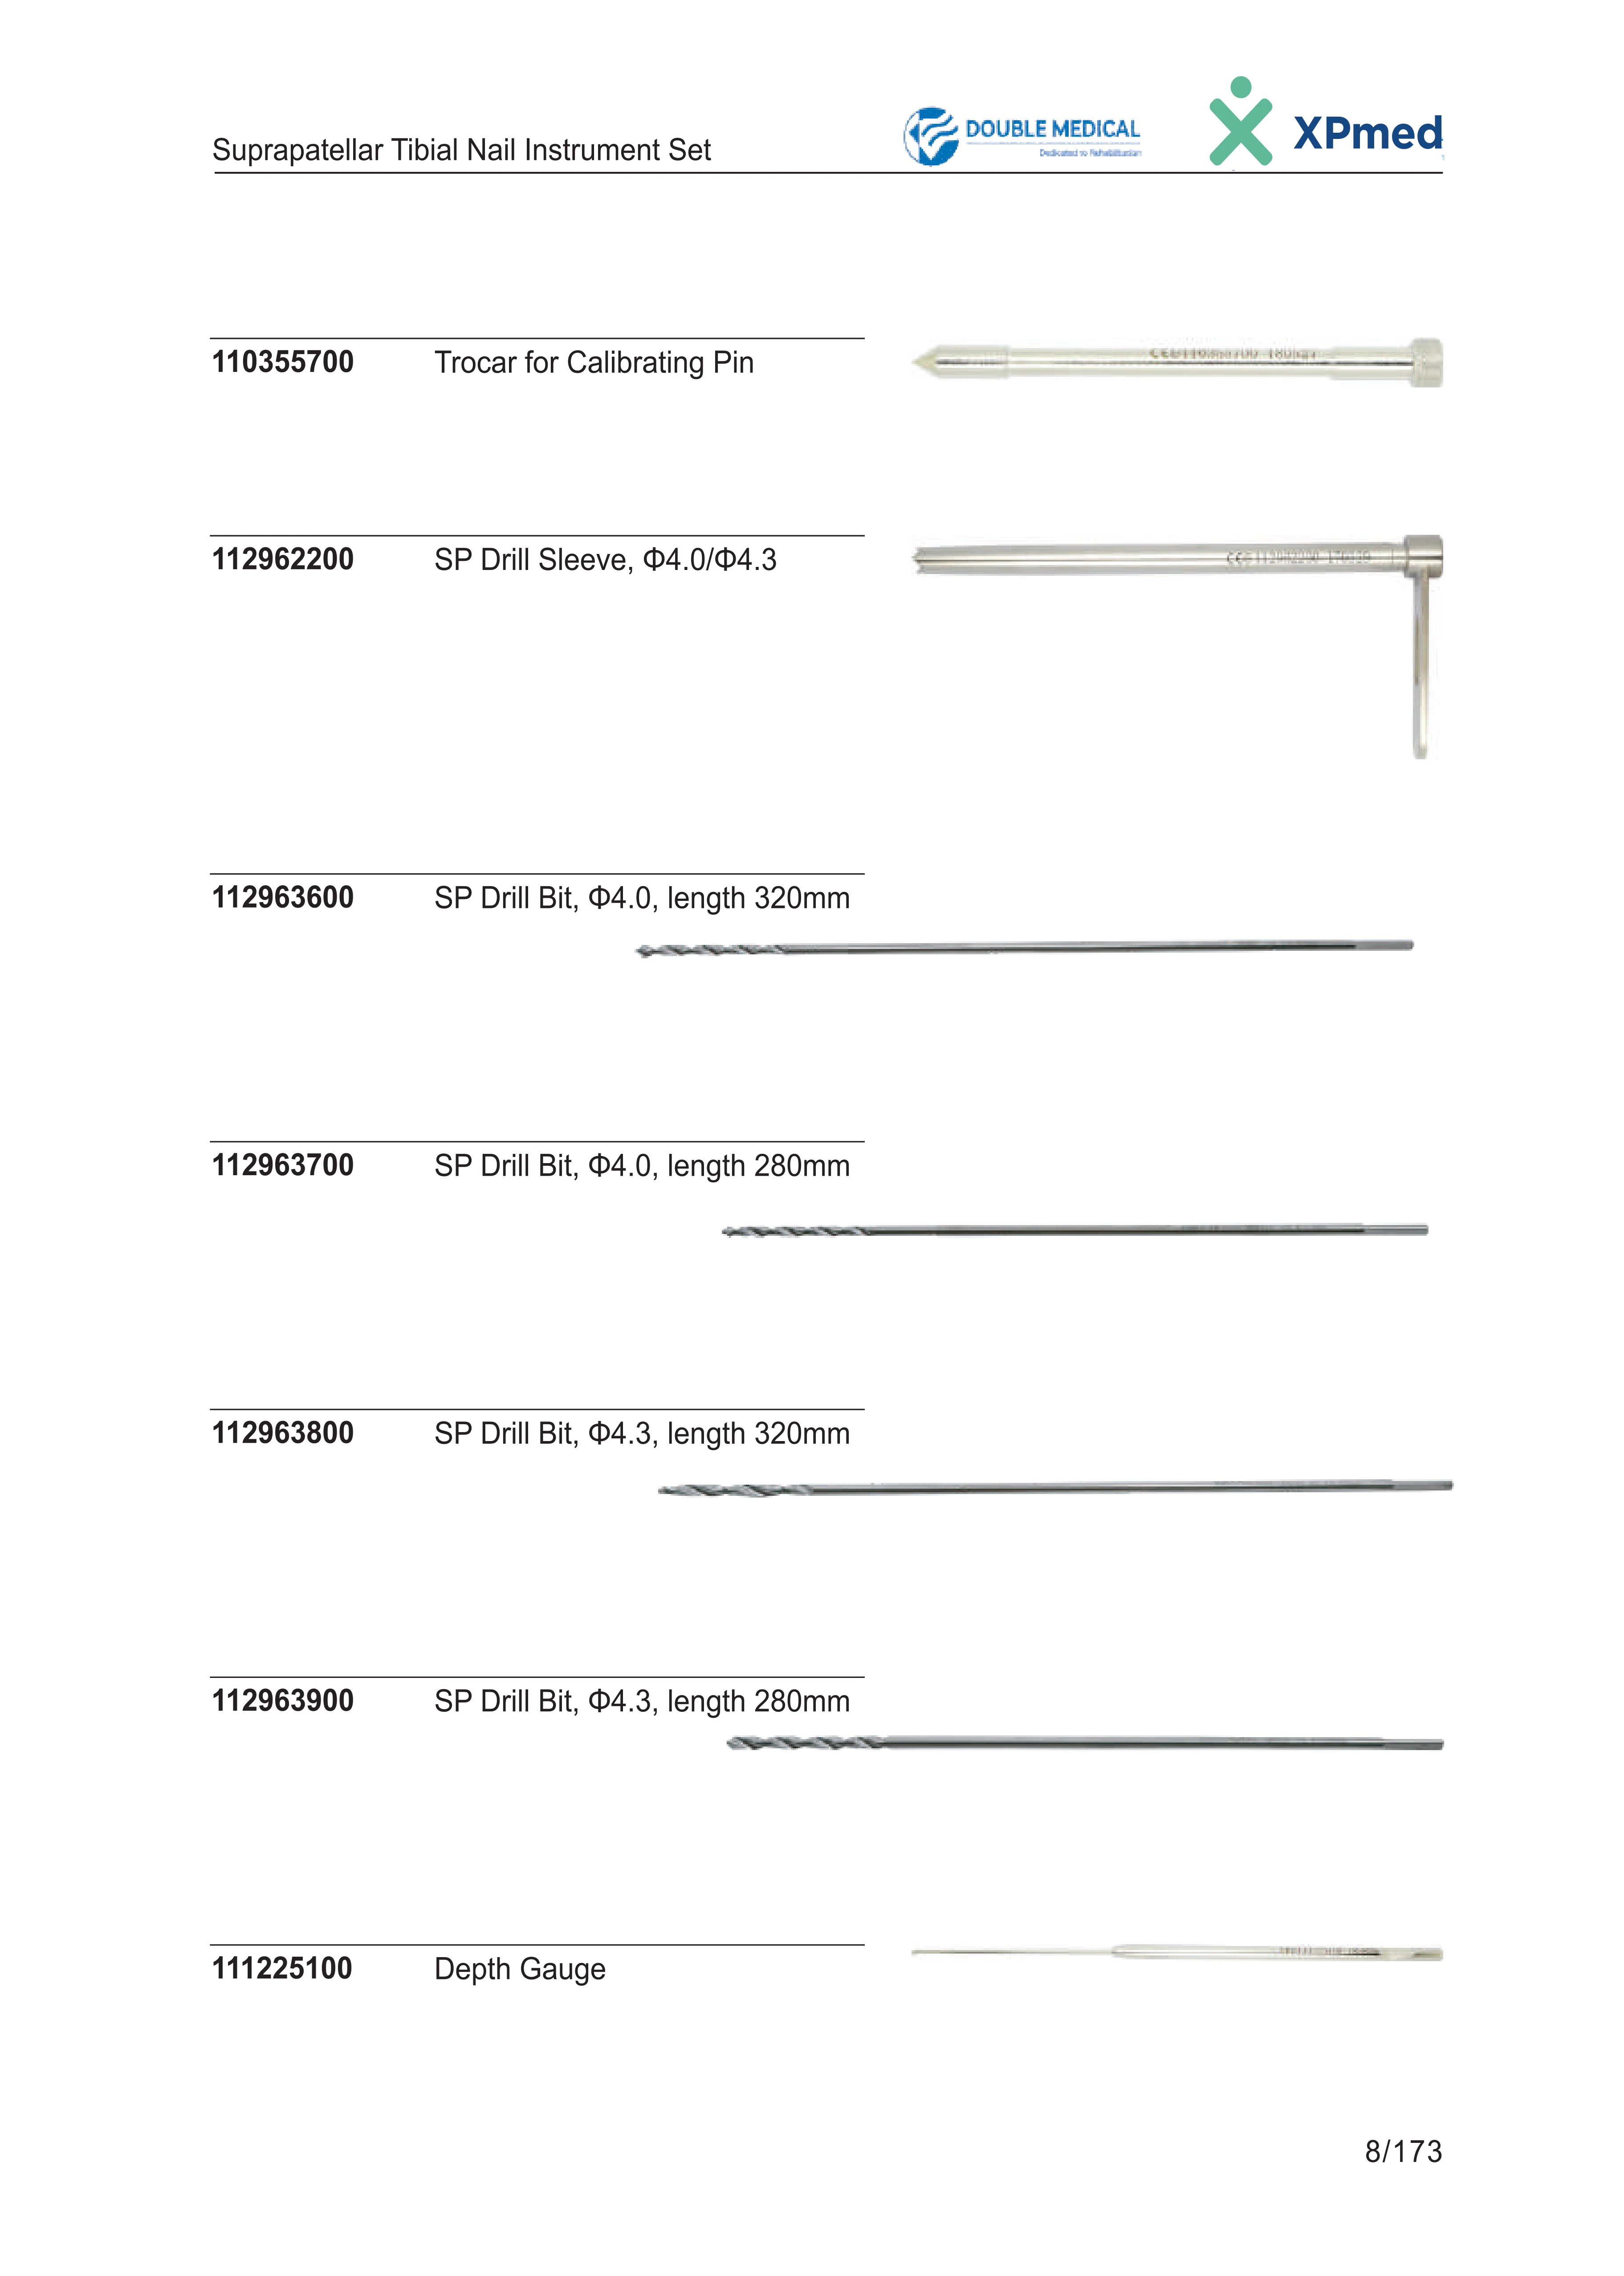 Suprapatellar Tibial Nail Instrument Set
DOUBLE MEDICAL
Dedicated to Rehabilitation
XPmed
110355700 Trocar for Calibrating Pin
112962200 SP Drill Sleeve, Φ4.0/Φ4.3
112963600 SP Drill Bit, Φ4.0, length 320mm
112963700 SP Drill Bit, Φ4.0, length 280mm
112963800 SP Drill Bit, Φ4.3, length 320mm
112963900 SP Drill Bit, Φ4.3, length 280mm
111225100 Depth Gauge
8/173